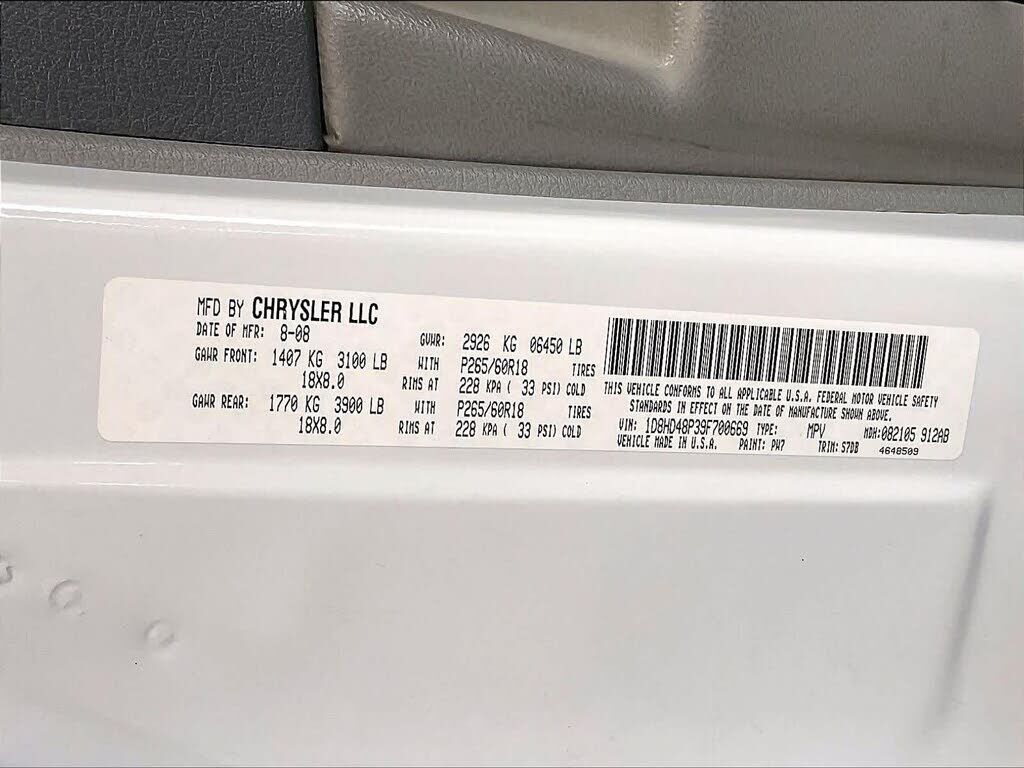 MFD BY CHRYSLER LLC
DATE OF MFR: 8-08 GVWR: 2926 KG 06450 LB
GAWR FRONT: 1407 KG 3100 LB WITH P265/60R18 TIRES
18X8.0 RIMS AT 228 KPA ( 33 PSI) COLD
GAWR REAR: 1770 KG 3900 LB WITH P265/60R18 TIRES
18X8.0 RIMS AT 228 KPA ( 33 PSI) COLD
THIS VEHICLE CONFORMS TO ALL APPLICABLE U.S.A. FEDERAL MOTOR VEHICLE SAFETY
STANDARDS IN EFFECT ON THE DATE OF MANUFACTURE SHOWN ABOVE.
VIN: 1D8HD48P39F700669 TYPE: MPV MDH: 082105 912AB
VEHICLE MADE IN U.S.A. PAINT: PW7 TRIM: S7DB 4648509